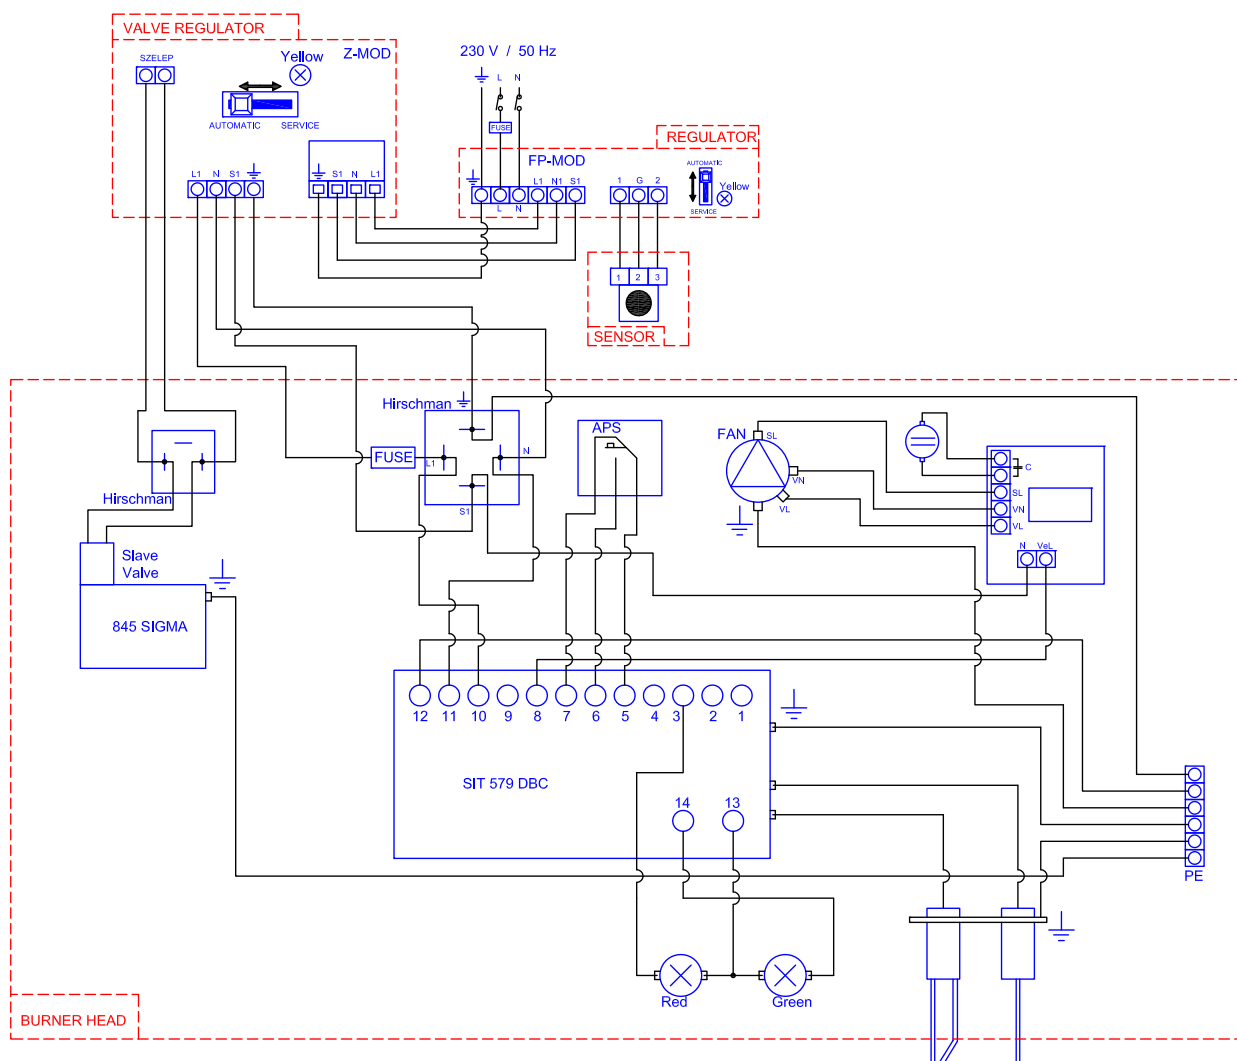 VALVE REGULATOR
SZELEP
Yellow
Z-MOD
AUTOMATIC
SERVICE
L1 N S1
S1 N L1
230 V / 50 Hz
L N
FUSE
REGULATOR
FP-MOD
L1 N1 S1
L N
1 G 2
AUTOMATIC
Yellow
SERVICE
1 2 3
SENSOR
Hirschman
FUSE
L1
N
S1
APS
FAN
SL
VN
VL
C
SL
VN
VL
N VeL
Hirschman
Slave
Valve
845 SIGMA
12 11 10 9 8 7 6 5 4 3 2 1
SIT 579 DBC
14 13
PE
Red
Green
BURNER HEAD